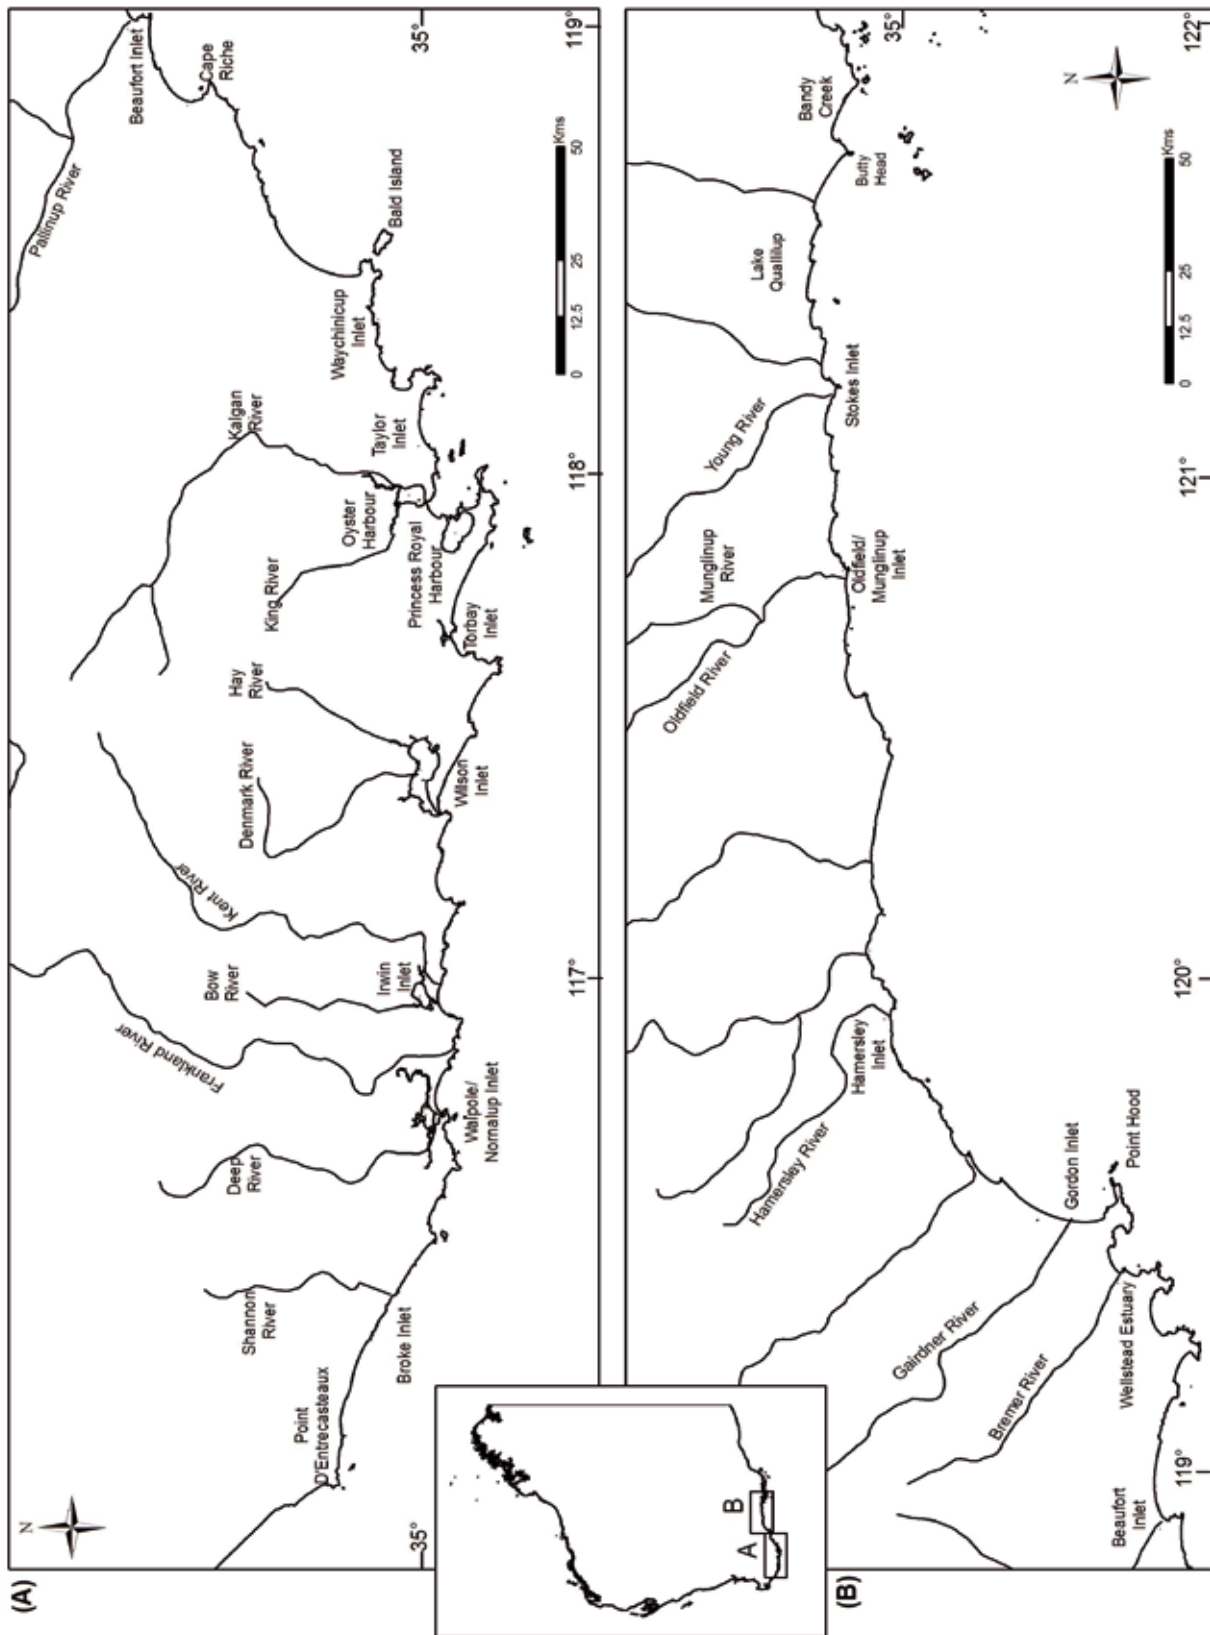 (A)
N
Point
D'Entrecasteaux
Shannon
River
Broke Inlet
Deep
River
Walpole/
Nornalup Inlet
Frankland River
Bow
River
Irwin
Inlet
Kent River
Denmark River
Wilson
Inlet
Hay
River
Torbay
Inlet
King River
Princess Royal
Harbour
Oyster
Harbour
Kalgan
River
Taylor
Inlet
Waychinicup
Inlet
Bald Island
Pallinup River
Beaufort Inlet
Cape
Riche
35°
35°
117°
118°
119°
0
12.5
25
50
Kms
A
B
(B)
N
Beaufort
Inlet
Wellstead Estuary
Bremer River
Gairdner River
Gordon Inlet
Point Hood
Hamersley River
Hamersley
Inlet
Oldfield River
Munglinup
River
Oldfield/
Munglinup
Inlet
Young River
Stokes Inlet
Lake
Quallilup
Butty
Head
Bandy
Creek
35°
119°
120°
121°
122°
0
12.5
25
50
Kms